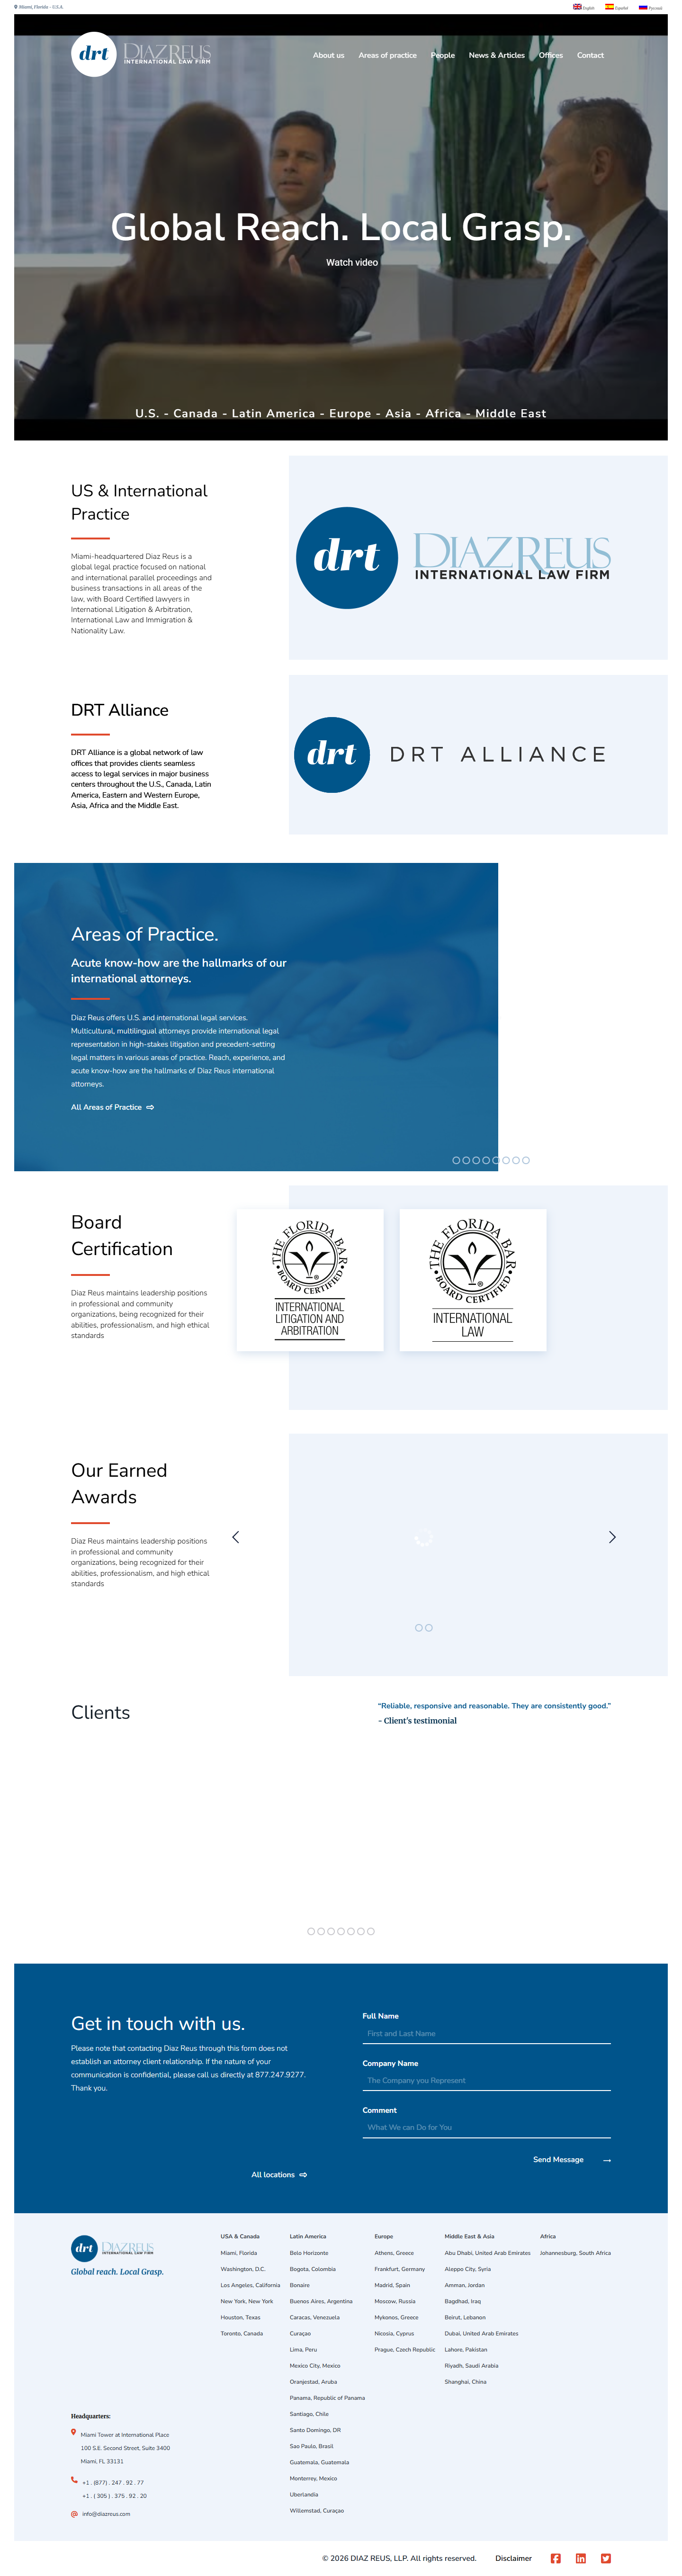 Miami, Florida - U.S.A.
English Español Русский
drt DIAZREUS
INTERNATIONAL LAW FIRM
About us Areas of practice People News & Articles Offices Contact
Global Reach. Local Grasp.
Watch video
U.S. - Canada - Latin America - Europe - Asia - Africa - Middle East
US & International
Practice
Miami-headquartered Diaz Reus is a
global legal practice focused on national
and international parallel proceedings and
business transactions in all areas of the
law, with Board Certified lawyers in
International Litigation & Arbitration,
International Law and Immigration &
Nationality Law.
drt DIAZREUS
INTERNATIONAL LAW FIRM
DRT Alliance
DRT Alliance is a global network of law
offices that provides clients seamless
access to legal services in major business
centers throughout the U.S., Canada, Latin
America, Eastern and Western Europe,
Asia, Africa and the Middle East.
drt DRT ALLIANCE
Areas of Practice.
Acute know-how are the hallmarks of our
international attorneys.
Diaz Reus offers U.S. and international legal services.
Multicultural, multilingual attorneys provide international legal
representation in high-stakes litigation and precedent-setting
legal matters in various areas of practice. Reach, experience, and
acute know-how are the hallmarks of Diaz Reus international
attorneys.
All Areas of Practice
Board
Certification
Diaz Reus maintains leadership positions
in professional and community
organizations, being recognized for their
abilities, professionalism, and high ethical
standards
THE FLORIDA BAR
BOARD CERTIFIED
INTERNATIONAL
LITIGATION AND
ARBITRATION
THE FLORIDA BAR
BOARD CERTIFIED
INTERNATIONAL
LAW
Our Earned
Awards
Diaz Reus maintains leadership positions
in professional and community
organizations, being recognized for their
abilities, professionalism, and high ethical
standards
Clients
“Reliable, responsive and reasonable. They are consistently good.”
- Client's testimonial
Get in touch with us.
Please note that contacting Diaz Reus through this form does not
establish an attorney client relationship. If the nature of your
communication is confidential, please call us directly at 877.247.9277.
Thank you.
All locations
Full Name
First and Last Name
Company Name
The Company you Represent
Comment
What We can Do for You
Send Message
drt DIAZREUS
INTERNATIONAL LAW FIRM
Global reach. Local Grasp.
Headquarters:
Miami Tower at International Place
100 S.E. Second Street, Suite 3400
Miami, FL 33131
+1 . (877) . 247 . 92 . 77
+1 . ( 305 ) . 375 . 92 . 20
info@diazreus.com
USA & Canada
Miami, Florida
Washington, D.C.
Los Angeles, California
New York, New York
Houston, Texas
Toronto, Canada
Latin America
Belo Horizonto
Bogota, Colombia
Bonaire
Buenos Aires, Argentina
Caracas, Venezuela
Curaçao
Lima, Peru
Mexico City, Mexico
Oranjestad, Aruba
Panama, Republic of Panama
Santiago, Chile
Santo Domingo, DR
Sao Paulo, Brasil
Guatemala, Guatemala
Monterrey, Mexico
Uberlandia
Willemstad, Curaçao
Europe
Athens, Greece
Frankfurt, Germany
Madrid, Spain
Moscow, Russia
Mykonos, Greece
Nicosia, Cyprus
Prague, Czech Republic
Middle East & Asia
Abu Dhabi, United Arab Emirates
Aleppo City, Syria
Amman, Jordan
Bagdhad, Iraq
Beirut, Lebanon
Dubai, United Arab Emirates
Lahore, Pakistan
Riyadh, Saudi Arabia
Shanghai, China
Africa
Johannesburg, South Africa
© 2026 DIAZ REUS, LLP. All rights reserved. Disclaimer